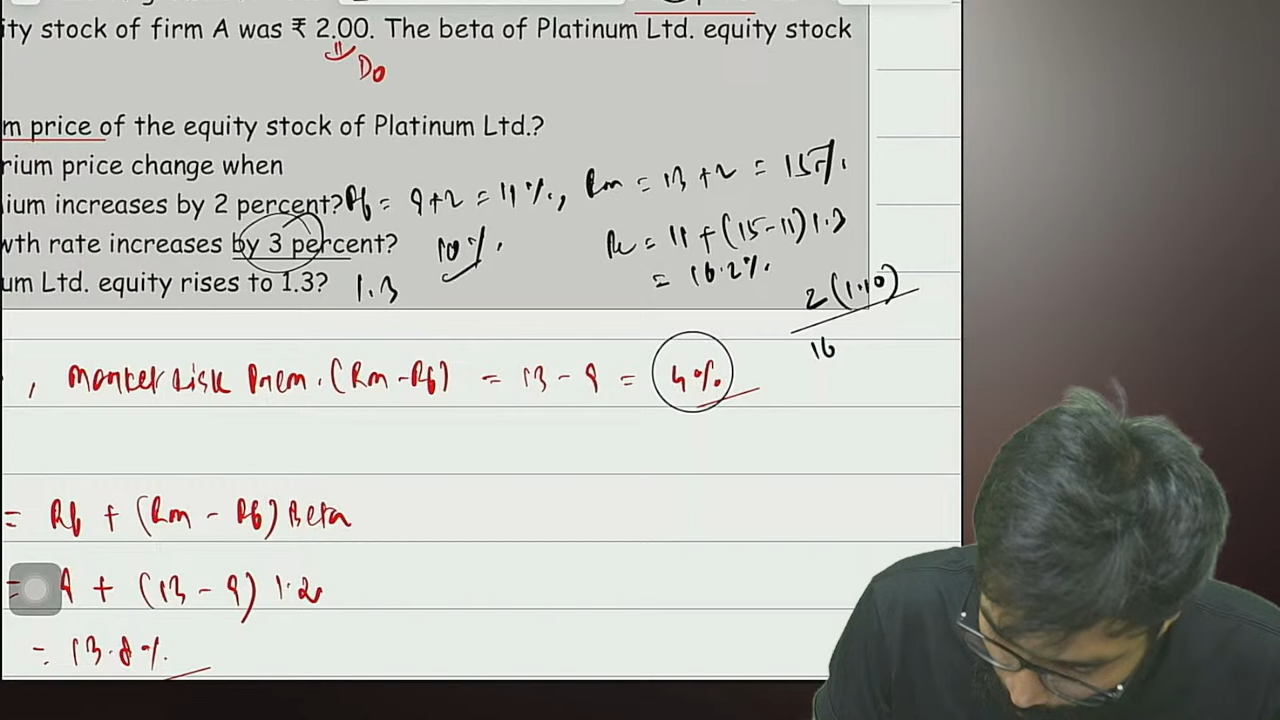 ity stock of firm A was ₹ 2.00. The beta of Platinum Ltd. equity stock
D0
m price of the equity stock of Platinum Ltd.?
rium price change when
ium increases by 2 percent? Rf = 9+2 = 11%, Rm = 13+2 = 15%
wth rate increases by 3 percent? 10% Re = 11 + (15-11) 1.3
= 16.2%
um Ltd. equity rises to 1.3? 1.3
2(1.10)
16
, Market Risk Prem. (Rm-Rf) = 13 - 9 = 4%
= Rf + (Rm - Rf) Beta
= 9 + (13 - 9) 1.2
= 13.8%